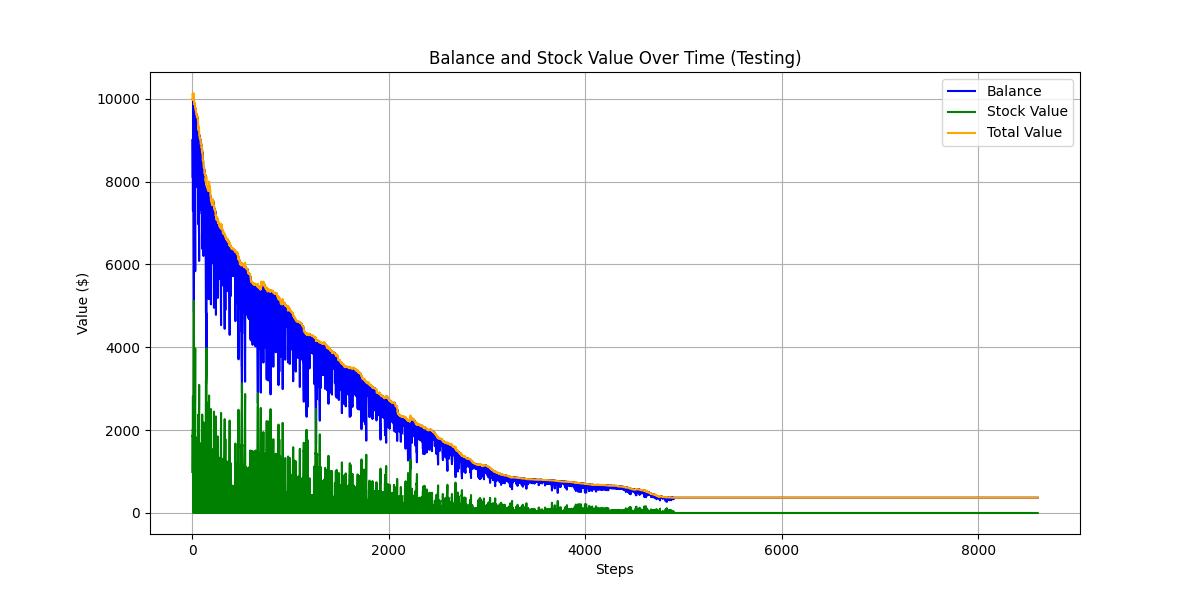 Balance and Stock Value Over Time (Testing)
Balance
Stock Value
Total Value
10000
8000
6000
4000
2000
0
Value ($)
0 2000 4000 6000 8000
Steps